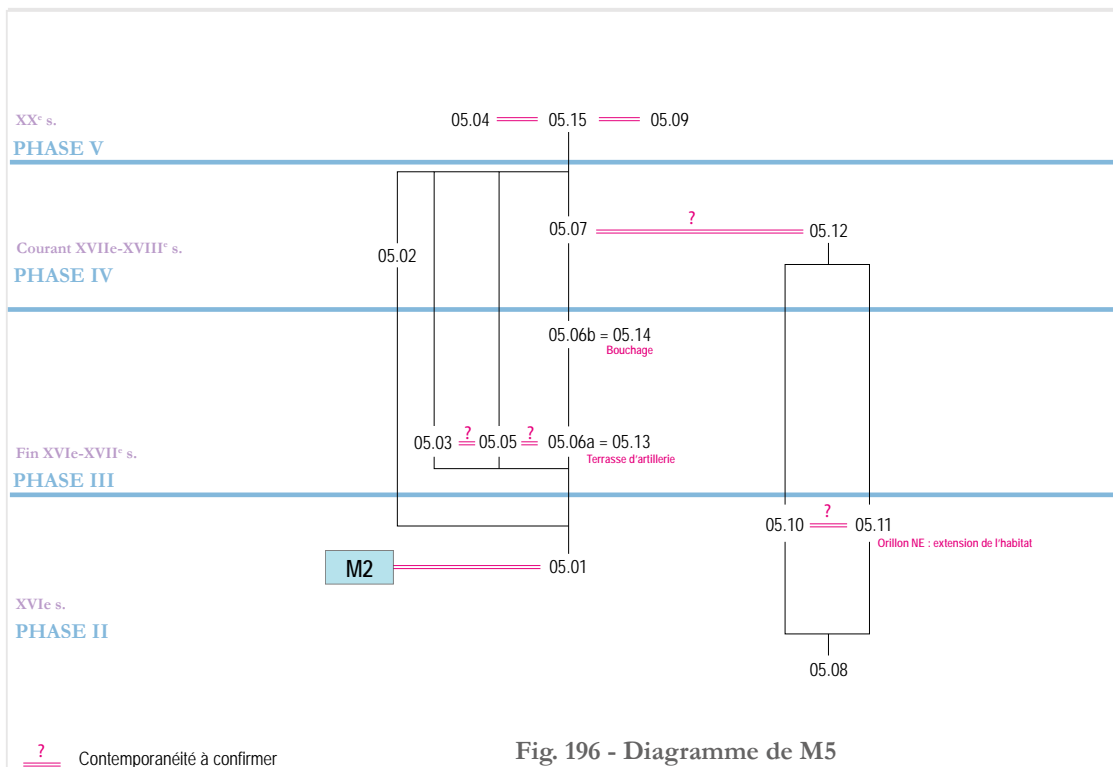 XXe s.
PHASE V
05.04 05.15 05.09
?
05.07 05.12
Courant XVIIe-XVIIIe s.
05.02
PHASE IV
05.06b = 05.14
Bouchage
? ?
05.03 05.05 05.06a = 05.13
Terrasse d'artillerie
Fin XVIe-XVIIe s.
PHASE III
?
05.10 05.11
Orillon NE : extension de l'habitat
M2 05.01
XVIe s.
PHASE II
05.08
? Contemporanéité à confirmer
Fig. 196 - Diagramme de M5